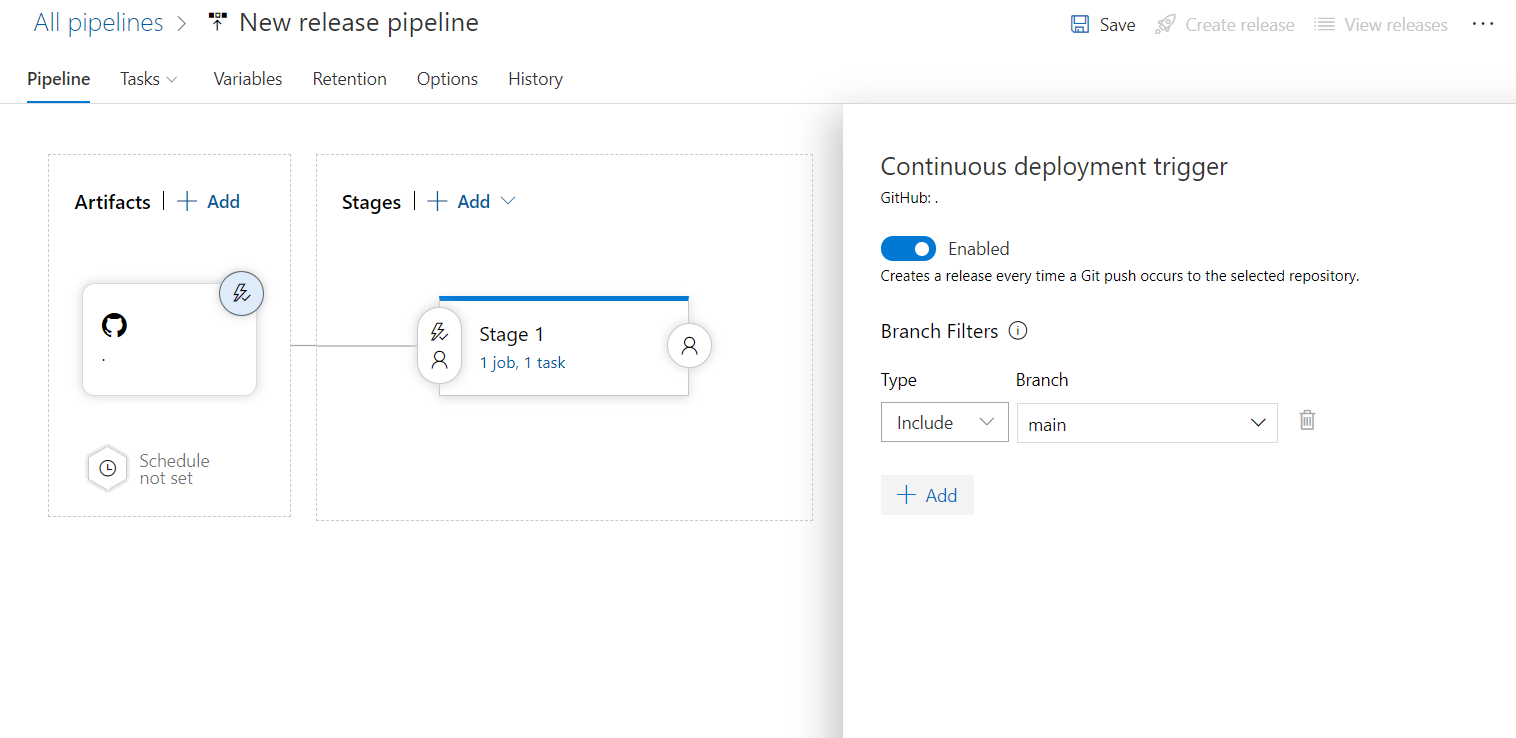 All pipelines > New release pipeline
Save Create release View releases ...
Pipeline Tasks Variables Retention Options History
Artifacts | + Add
.
Schedule
not set
Stages | + Add
Stage 1
1 job, 1 task
Continuous deployment trigger
GitHub: .
Enabled
Creates a release every time a Git push occurs to the selected repository.
Branch Filters
Type Branch
Include main
+ Add